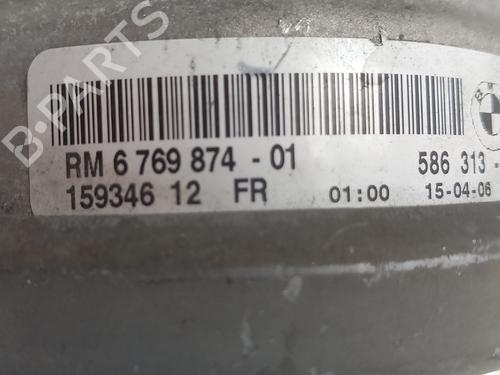 B-PARTS
RM 6 769 874 - 01 586 313 -
159346 12 FR 01:00 15-04-06